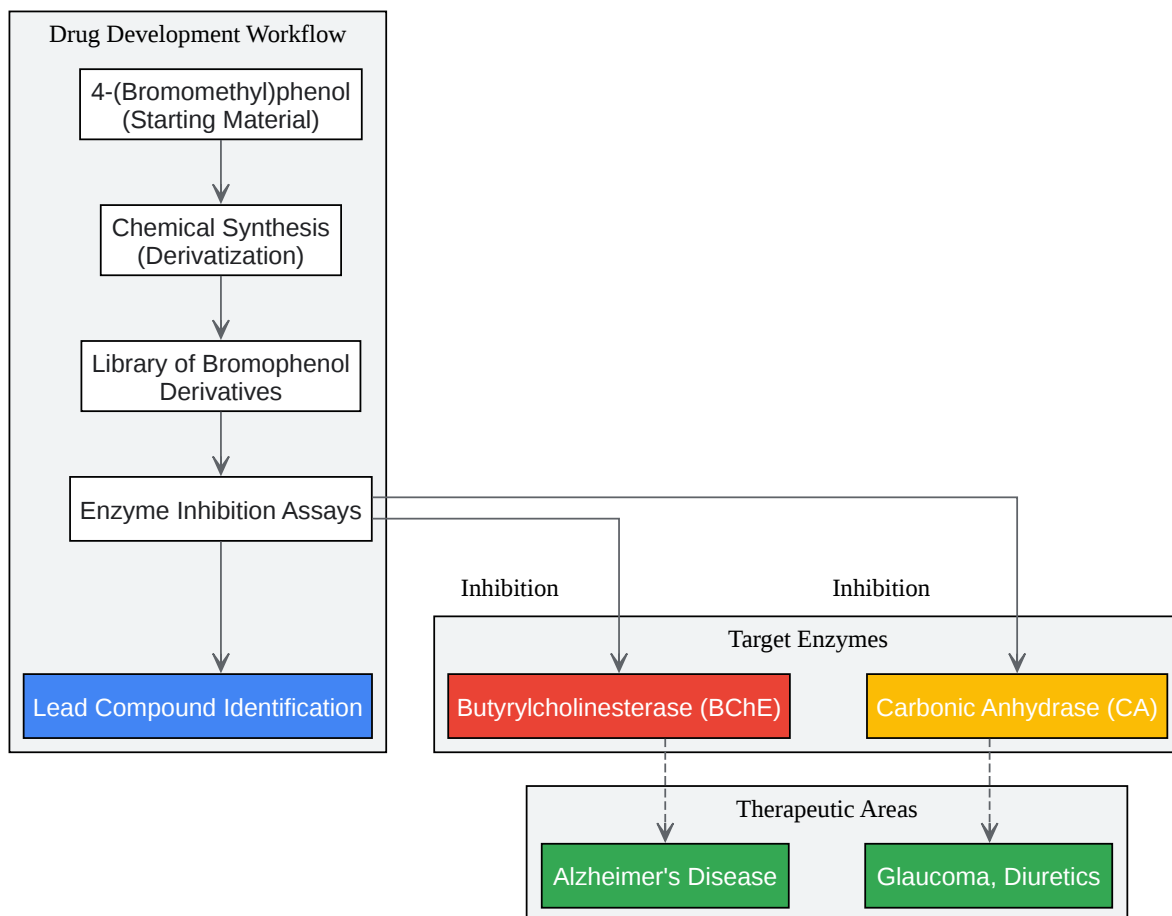 Drug Development Workflow
4-(Bromomethyl)phenol
(Starting Material)
Chemical Synthesis
(Derivatization)
Library of Bromophenol
Derivatives
Enzyme Inhibition Assays
Inhibition
Inhibition
Target Enzymes
Lead Compound Identification
Butyrylcholinesterase (BChE)
Carbonic Anhydrase (CA)
Therapeutic Areas
Alzheimer's Disease
Glaucoma, Diuretics